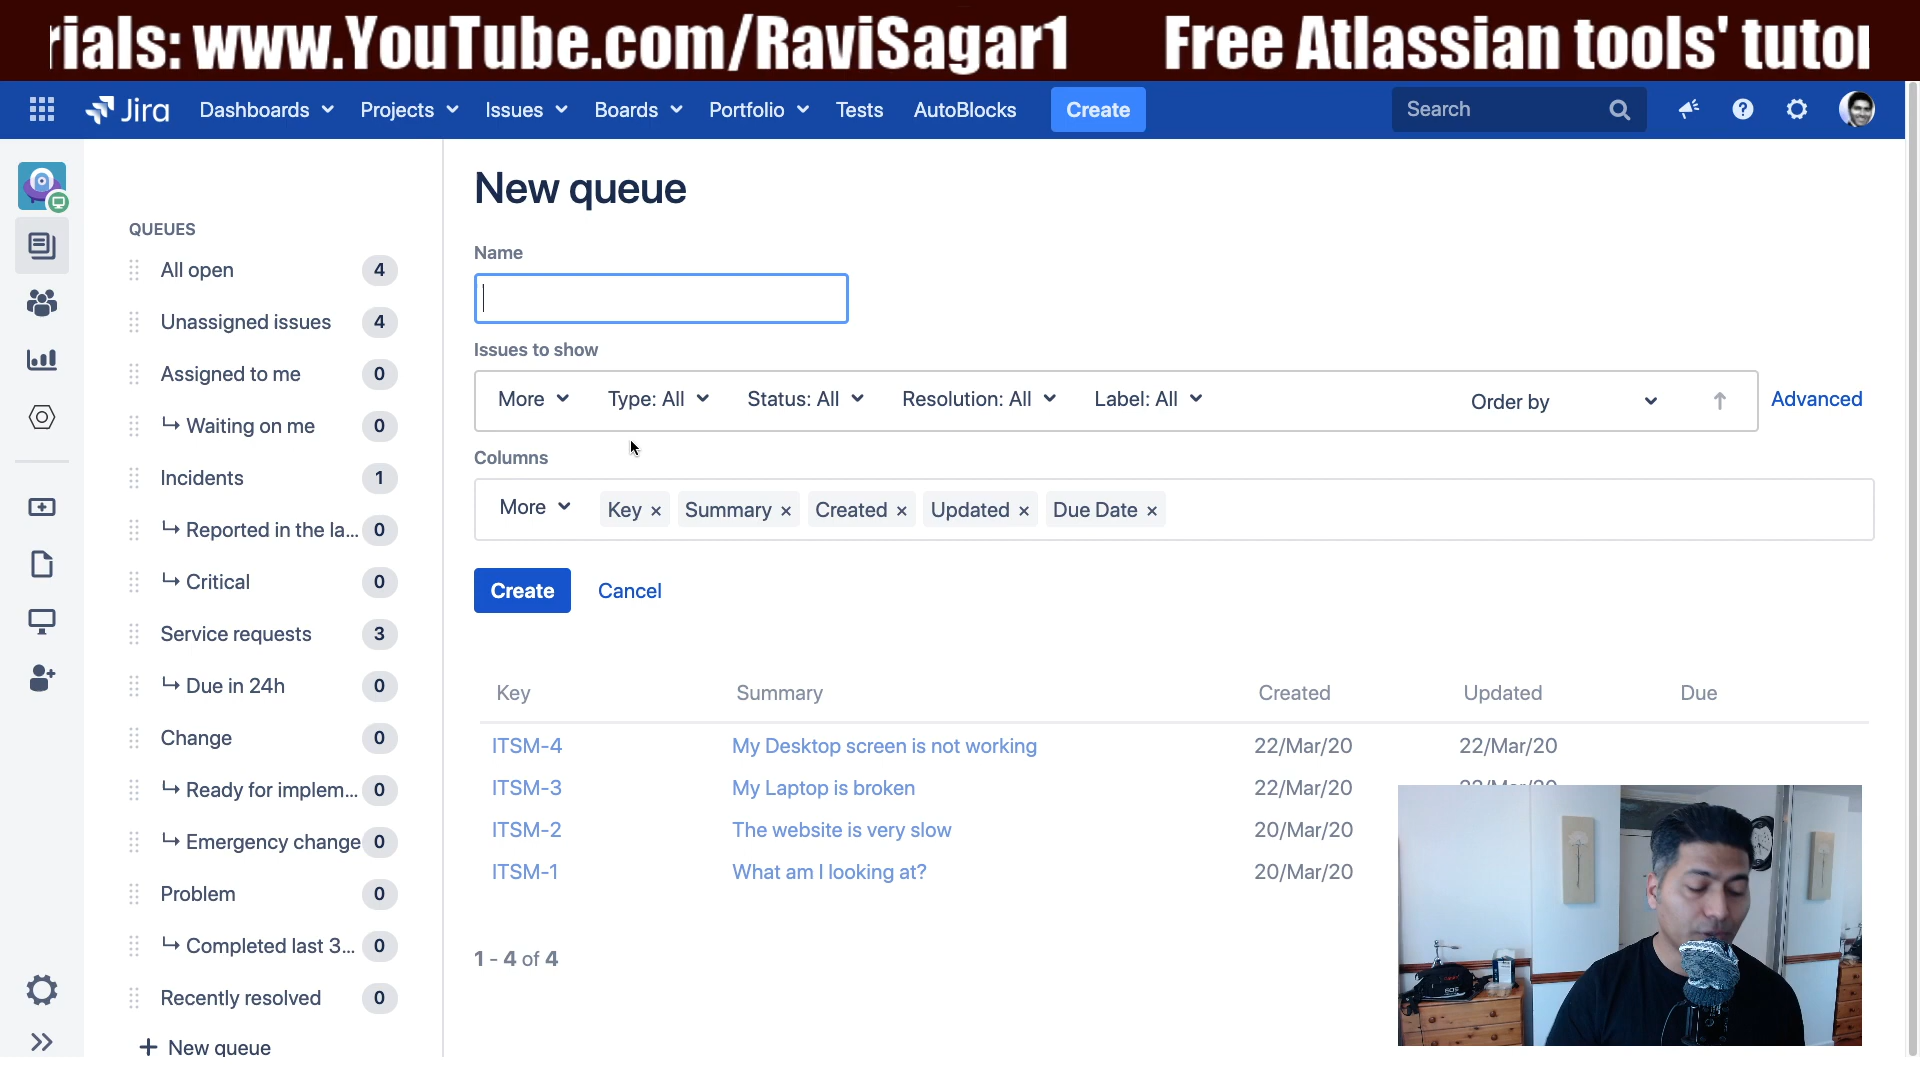 rials: www.YouTube.com/RaviSagar1 Free Atlassian tools' tutor
Jira Dashboards Projects Issues Boards Portfolio Tests AutoBlocks Create Search
New queue
QUEUES
All open 4
Unassigned issues 4
Assigned to me 0
Waiting on me 0
Incidents 1
Reported in the la... 0
Critical 0
Service requests 3
Due in 24h 0
Change 0
Ready for implem... 0
Emergency change 0
Problem 0
Completed last 3... 0
Recently resolved 0
+ New queue
Name
Issues to show
More Type: All Status: All Resolution: All Label: All Order by Advanced
Columns
More Key × Summary × Created × Updated × Due Date ×
Create Cancel
Key Summary Created Updated Due
ITSM-4 My Desktop screen is not working 22/Mar/20 22/Mar/20
ITSM-3 My Laptop is broken 22/Mar/20
ITSM-2 The website is very slow 20/Mar/20
ITSM-1 What am I looking at? 20/Mar/20
1 - 4 of 4